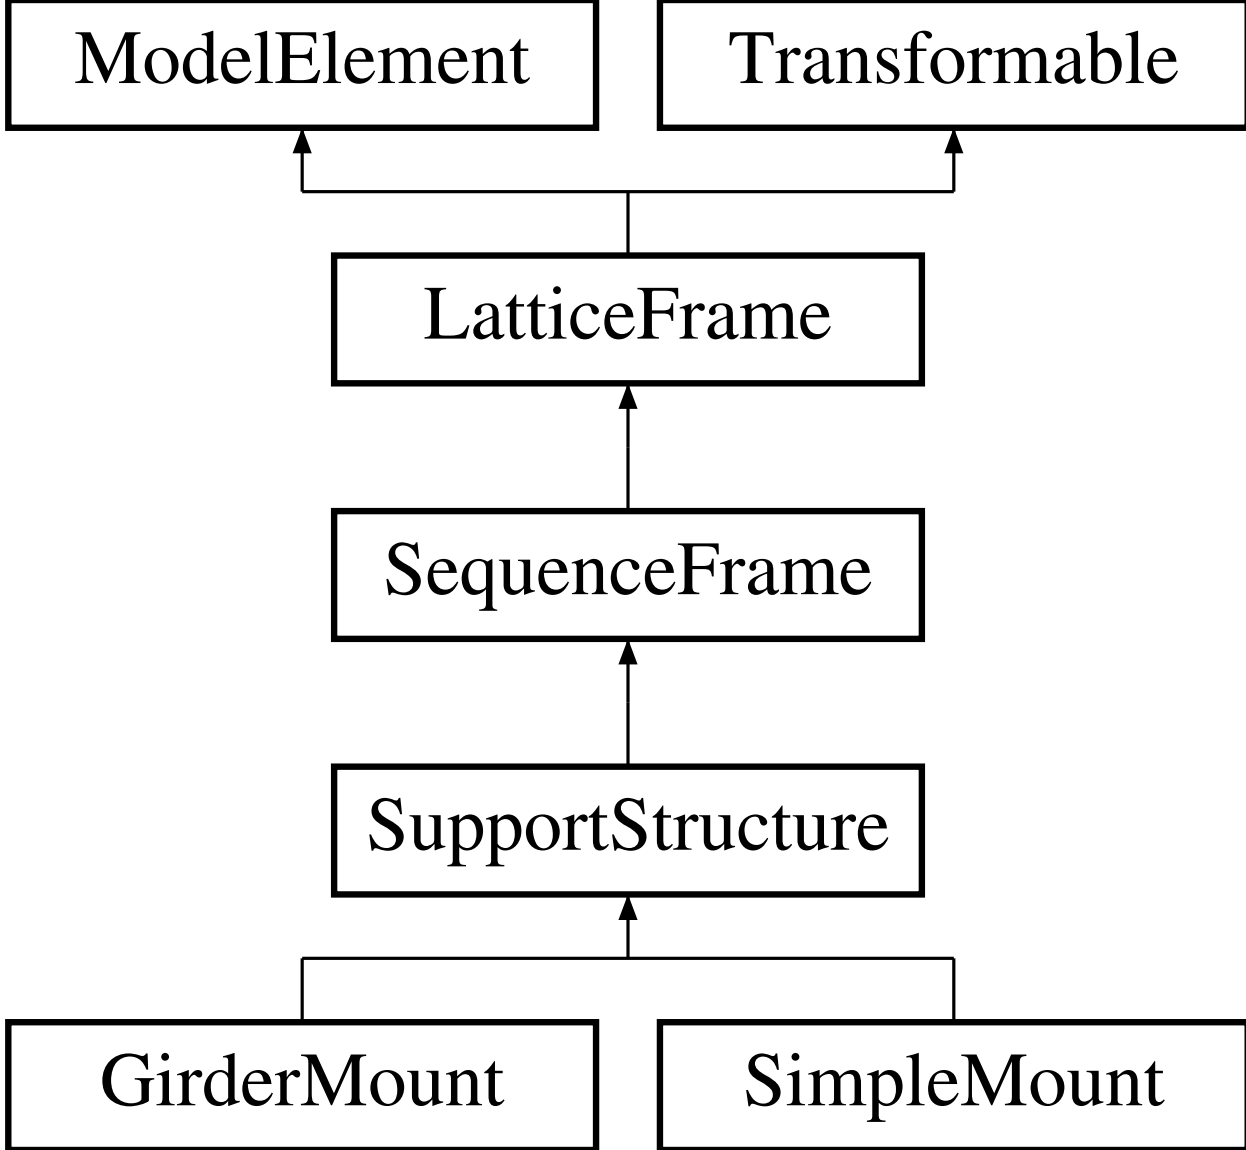 ModelElement
Transformable
LatticeFrame
SequenceFrame
SupportStructure
GirderMount
SimpleMount